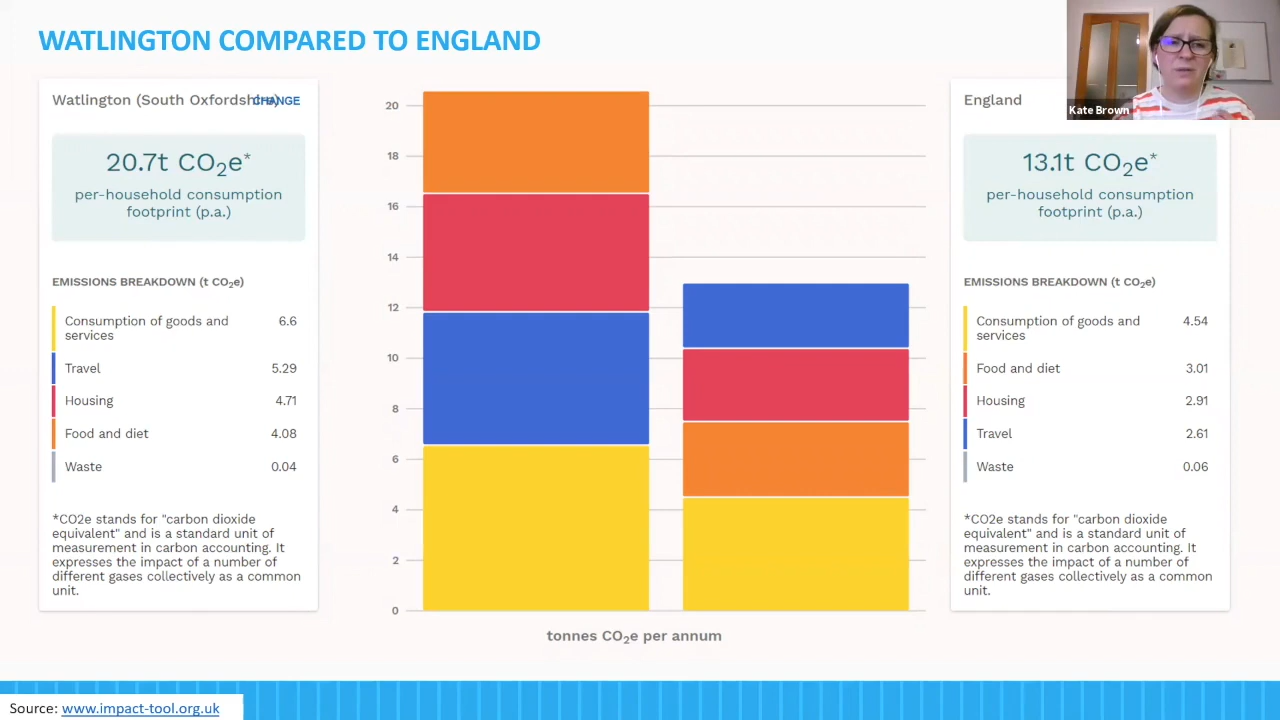 WATLINGTON COMPARED TO ENGLAND
Kate Brown
Watlington (South Oxfordshire)
CHANGE
20.7t CO2e*
per-household consumption
footprint (p.a.)
EMISSIONS BREAKDOWN (t CO2e)
Consumption of goods and
services
6.6
Travel 5.29
Housing 4.71
Food and diet 4.08
Waste 0.04
*CO2e stands for "carbon dioxide
equivalent" and is a standard unit of
measurement in carbon accounting. It
expresses the impact of a number of
different gases collectively as a common
unit.
20
18
16
14
12
10
8
6
4
2
0
tonnes CO2e per annum
England
13.1t CO2e*
per-household consumption
footprint (p.a.)
EMISSIONS BREAKDOWN (t CO2e)
Consumption of goods and
services
4.54
Food and diet 3.01
Housing 2.91
Travel 2.61
Waste 0.06
*CO2e stands for "carbon dioxide
equivalent" and is a standard unit of
measurement in carbon accounting. It
expresses the impact of a number of
different gases collectively as a common
unit.
Source: www.impact-tool.org.uk